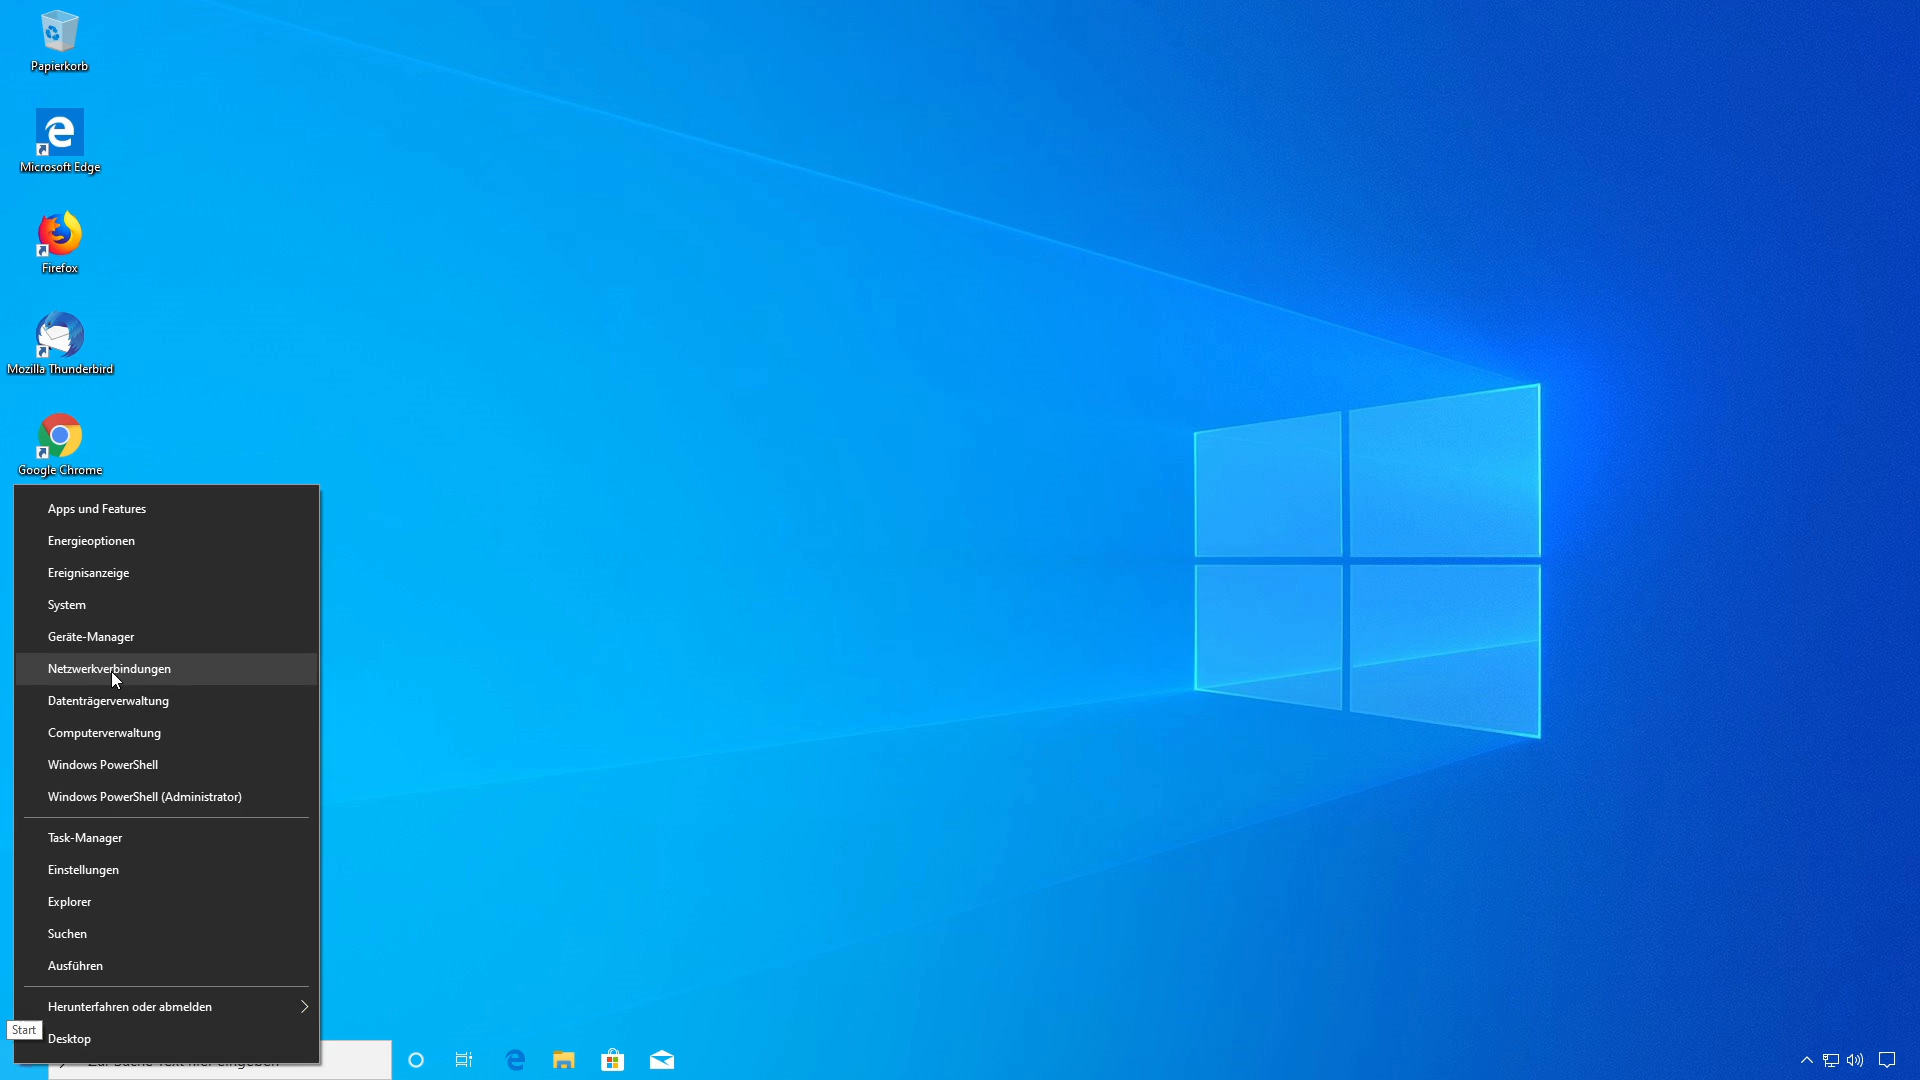 Papierkorb
Microsoft Edge
Firefox
Mozilla Thunderbird
Google Chrome
Apps und Features
Energieoptionen
Ereignisanzeige
System
Geräte-Manager
Netzwerkverbindungen
Datenträgerverwaltung
Computerverwaltung
Windows PowerShell
Windows PowerShell (Administrator)
Task-Manager
Einstellungen
Explorer
Suchen
Ausführen
Herunterfahren oder abmelden
Start
Desktop
Zur Suche Text hier eingeben